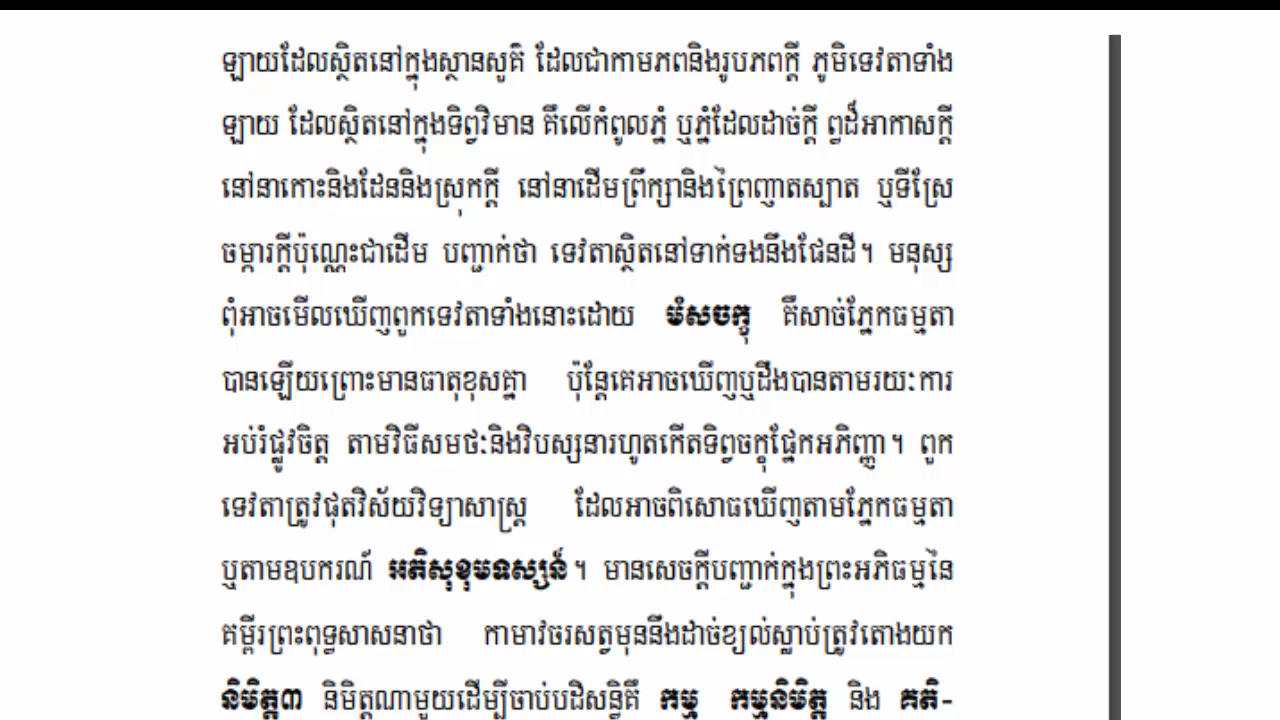 ឡាយដែលស្ថិតនៅក្នុងស្ថានសួគ៌ ដែលជាកាមភពនិងរូបភពក្តី ភូមិទេវតាទាំង
ឡាយ ដែលស្ថិតនៅក្នុងទិព្វវិមាន គឺលើកំពូលភ្នំ ឬភ្នំដែលដាច់ក្តី ព្វដ៏អាកាសក្តី
នៅនាកោះនិងដែននិងស្រុកក្តី នៅនាដើមព្រឹក្សានិងព្រៃញាតស្បាត ឬទីស្រែ
ចម្ការក្តីប៉ុណ្ណេះជាដើម បញ្ជាក់ថា ទេវតាស្ថិតនៅទាក់ទងនឹងផែនដី។ មនុស្ស
ពុំអាចមើលឃើញពួកទេវតាទាំងនោះដោយ មំសចក្ខុ គឺសាច់ភ្នែកធម្មតា
បានឡើយព្រោះមានធាតុខុសគ្នា ប៉ុន្តែគេអាចឃើញឬដឹងបានតាមរយៈការ
អប់រំផ្លូវចិត្ត តាមវិធីសមថៈនិងវិបស្សនារហូតកើតទិព្វចក្ខុផ្នែកអភិញ្ញា។ ពួក
ទេវតាត្រូវផុតវិស័យវិទ្យាសាស្ត្រ ដែលអាចពិសោធឃើញតាមភ្នែកធម្មតា
ឬតាមឧបករណ៍ អតិសុខុមទស្សន៍។ មានសេចក្តីបញ្ជាក់ក្នុងព្រះអភិធម្មនៃ
គម្ពីរព្រះពុទ្ធសាសនាថា កាមាវចរសត្វមុននឹងដាច់ខ្យល់ស្លាប់ត្រូវតោងយក
និមិត្ត៣ និមិត្តណាមួយដើម្បីចាប់បដិសន្ធិគឺ កម្ម កម្មនិមិត្ត និង គតិ-